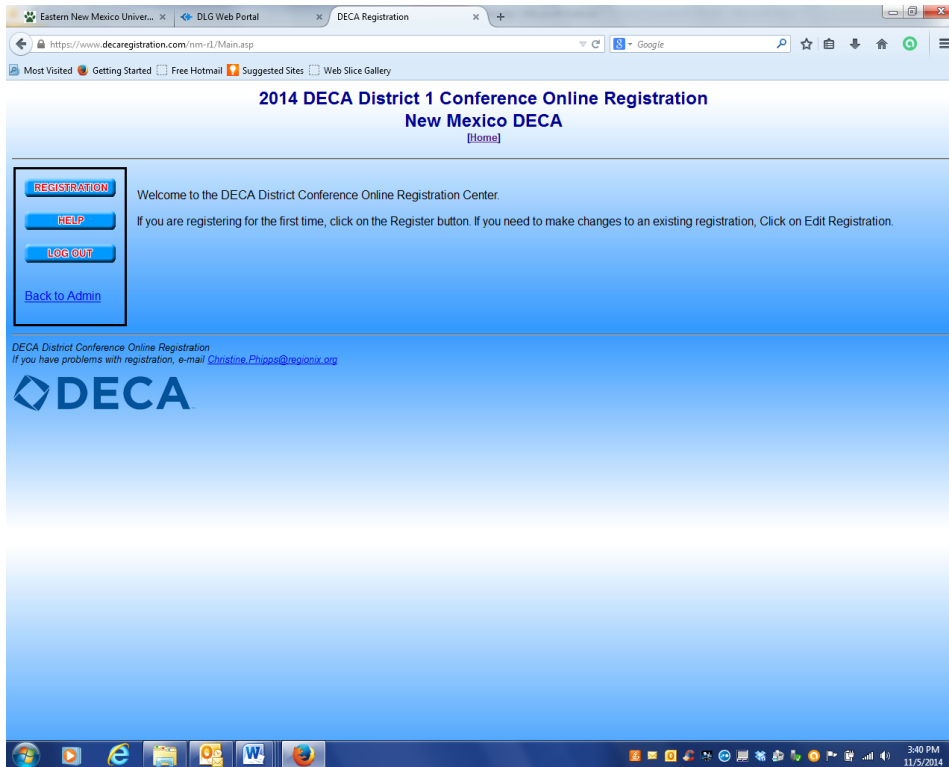 Eastern New Mexico Univer... DLG Web Portal DECA Registration
https://www.decaregistration.com/nm-r1/Main.asp Google
Most Visited Getting Started Free Hotmail Suggested Sites Web Slice Gallery
2014 DECA District 1 Conference Online Registration
New Mexico DECA
[Home]
REGISTRATION
Welcome to the DECA District Conference Online Registration Center.
HELP
If you are registering for the first time, click on the Register button. If you need to make changes to an existing registration, Click on Edit Registration.
LOG OUT
Back to Admin
DECA District Conference Online Registration
If you have problems with registration, e-mail Christine.Phipps@regionix.org
DECA
3:40 PM
11/5/2014